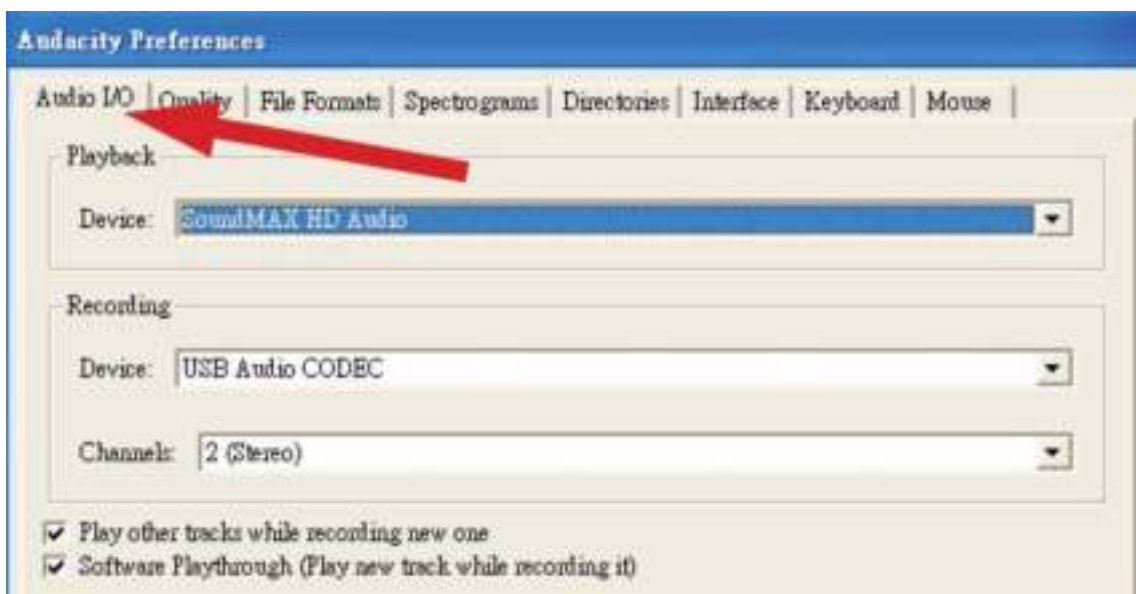 Audacity Preferences
Audio I/O Quality File Formats Spectrograms Directories Interface Keyboard Mouse
Playback
Device: SoundMAX HD Audio
Recording
Device: USB Audio CODEC
Channels: 2 (Stereo)
Play other tracks while recording new one
Software Playthrough (Play new track while recording it)